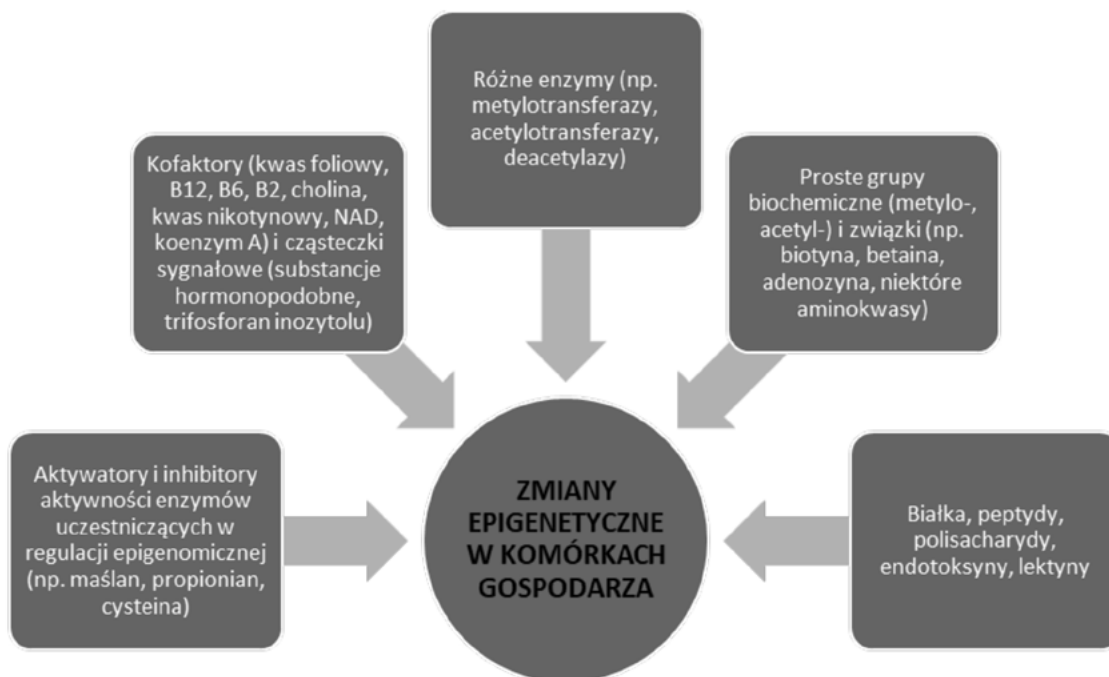 Różne enzymy (np.
metylotransferazy,
acetylotransferazy,
deacetylazy)
Kofaktory (kwas foliowy,
B12, B6, B2, cholina,
kwas nikotynowy, NAD,
koenzym A) i cząsteczki
sygnałowe (substancje
hormonopodobne,
trifosforan inozytolu)
Proste grupy
biochemiczne (metylo-,
acetyl-) i związki (np.
biotyna, betaina,
adenozyna, niektóre
aminokwasy)
Aktywatory i inhibitory
aktywności enzymów
uczestniczących w
regulacji epigenomicznej
(np. maślan, propionian,
cysteina)
ZMIANY
EPIGENETYCZNE
W KOMÓRKACH
GOSPODARZA
Białka, peptydy,
polisacharydy,
endotoksyny, lektyny